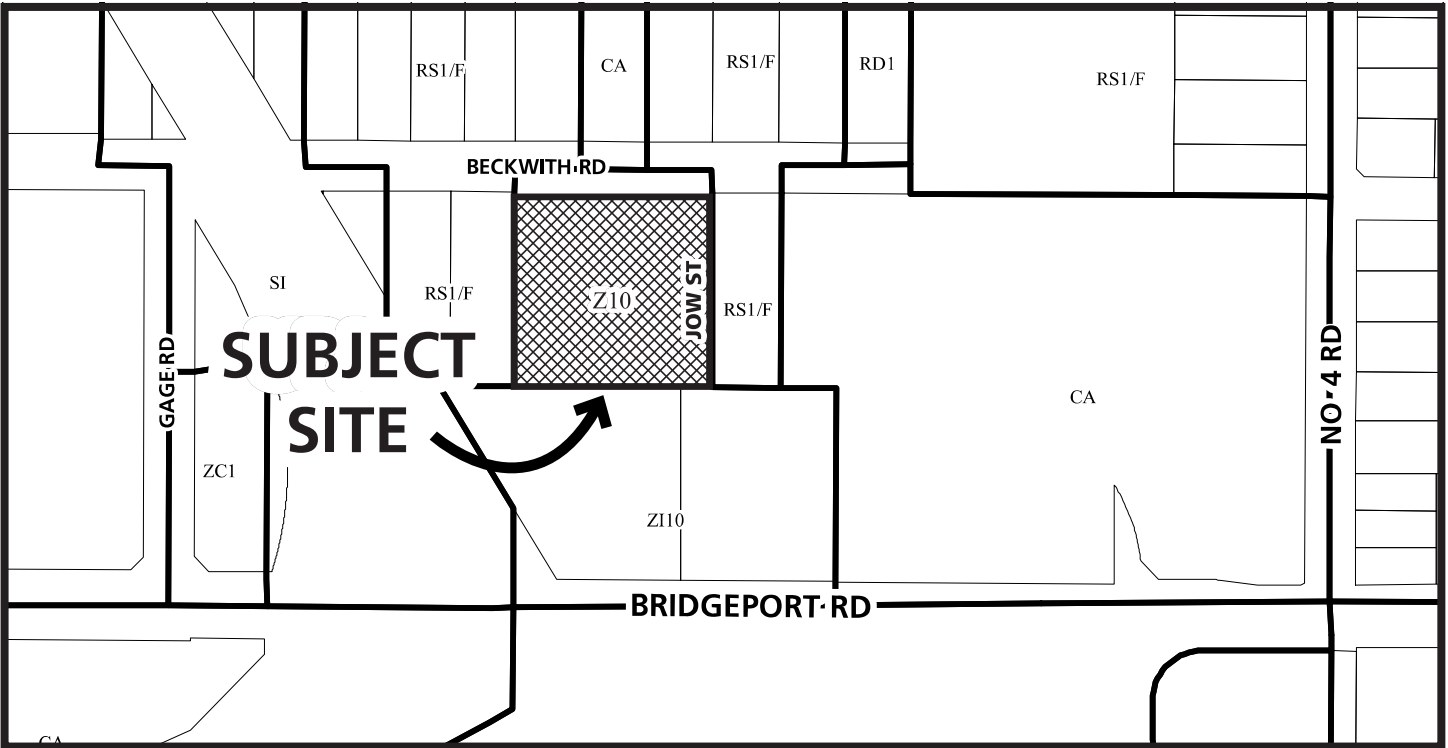 RS1/F
CA
RS1/F
RD1
RS1/F
BECKWITH RD
SI
RS1/F
Z10
JOW ST
RS1/F
SUBJECT
SITE
GAGE RD
NO 4 RD
CA
ZC1
ZI10
BRIDGEPORT RD
CA